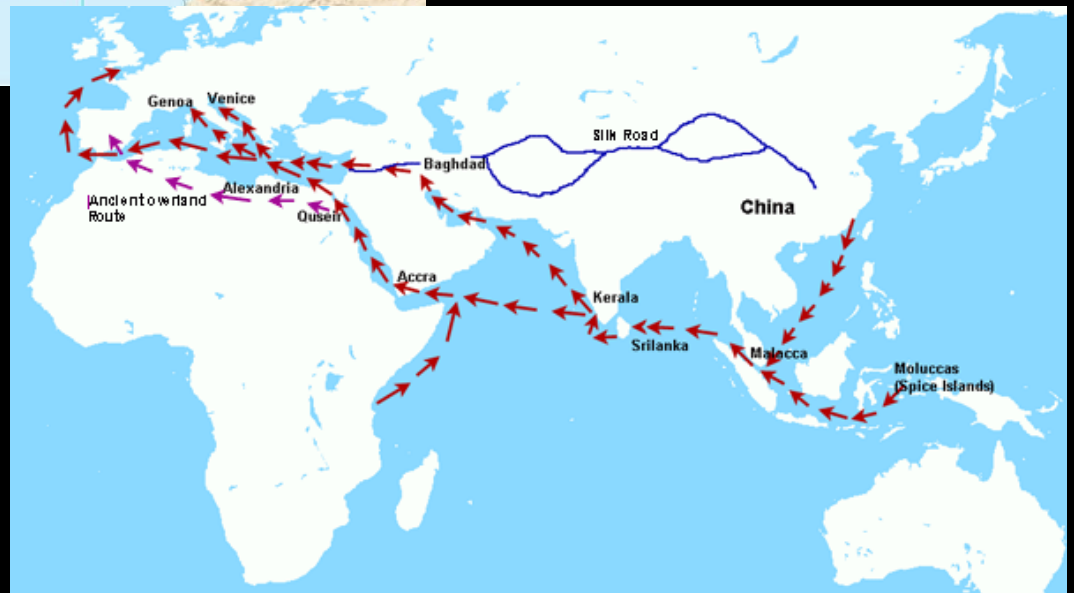 Genoa
Venice
Silk Road
Baghdad
China
Alexandria
Ancient overland
Route
Quseir
Accra
Kerala
Srilanka
Malacca
Moluccas
(Spice Islands)